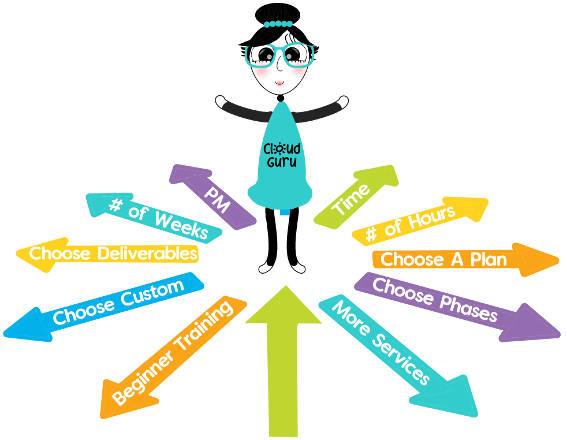 Cloud
Guru
PM
Time
# of Weeks
# of Hours
Choose Deliverables
Choose A Plan
Choose Custom
Choose Phases
Beginner Training
More Services